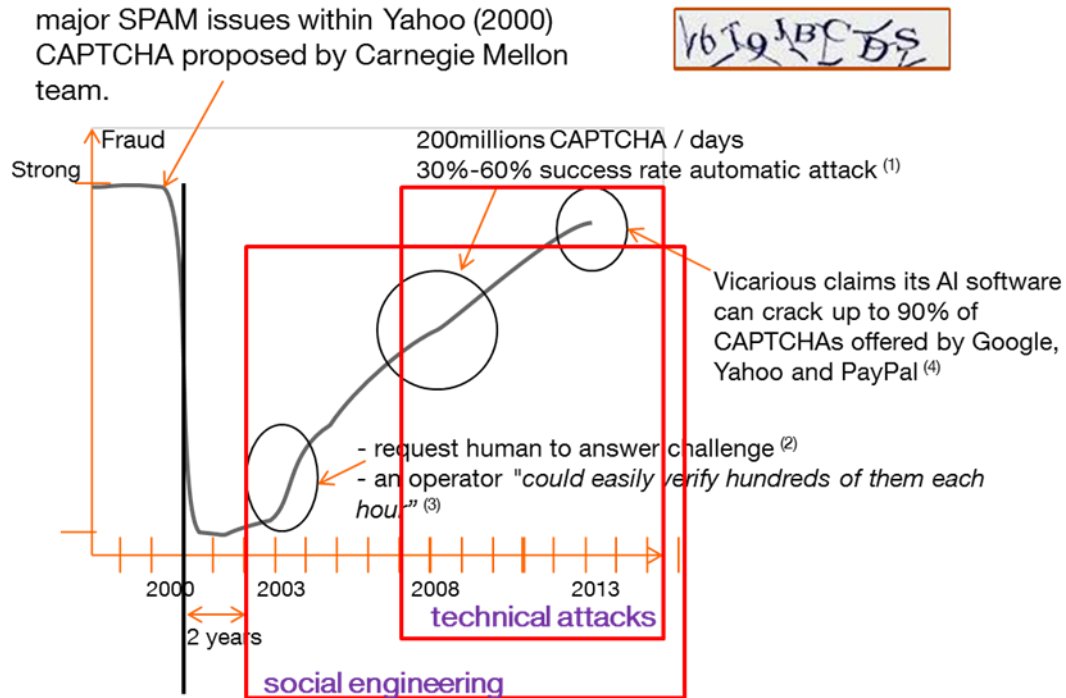 major SPAM issues within Yahoo (2000)
CAPTCHA proposed by Carnegie Mellon
team.
V6T9JBCDS
Fraud
Strong
200millions CAPTCHA / days
30%-60% success rate automatic attack (1)
Vicarious claims its AI software
can crack up to 90% of
CAPTCHAs offered by Google,
Yahoo and PayPal (4)
- request human to answer challenge (2)
- an operator "could easily verify hundreds of them each
hour" (3)
2000
2003
2008
2013
2 years
technical attacks
social engineering